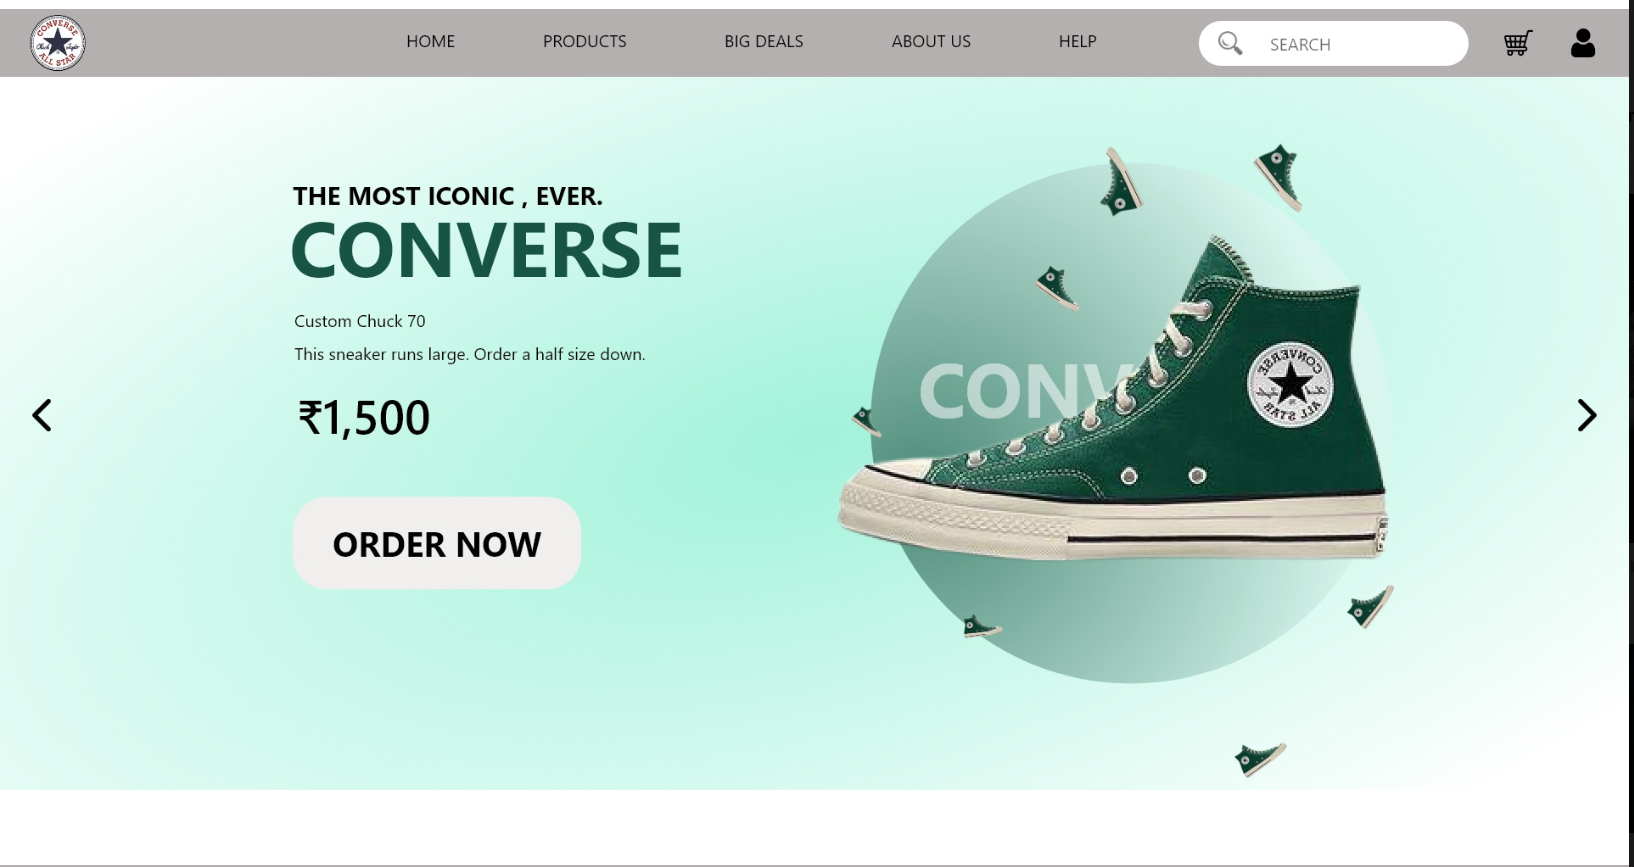 CONVERSE
Chuck Taylor
ALL STAR
HOME
PRODUCTS
BIG DEALS
ABOUT US
HELP
SEARCH
THE MOST ICONIC , EVER.
CONVERSE
Custom Chuck 70
This sneaker runs large. Order a half size down.
₹1,500
ORDER NOW
CONV
CONVERSE
ALL STAR